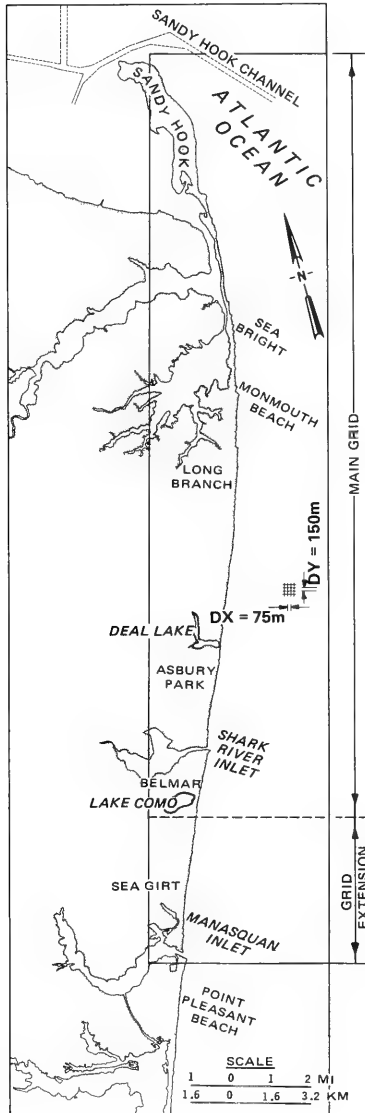 SANDY HOOK CHANNEL
SANDY HOOK
ATLANTIC
OCEAN
N
SEA
BRIGHT
MONMOUTH
BEACH
MAIN GRID
LONG
BRANCH
DY = 150m
DX = 75m
DEAL LAKE
ASBURY
PARK
SHARK
RIVER
INLET
BELMAR
LAKE COMO
SEA GIRT
GRID
EXTENSION
MANASQUAN
INLET
POINT
PLEASANT
BEACH
SCALE
1 0 1 2 MI
1.6 0 1.6 3.2 KM